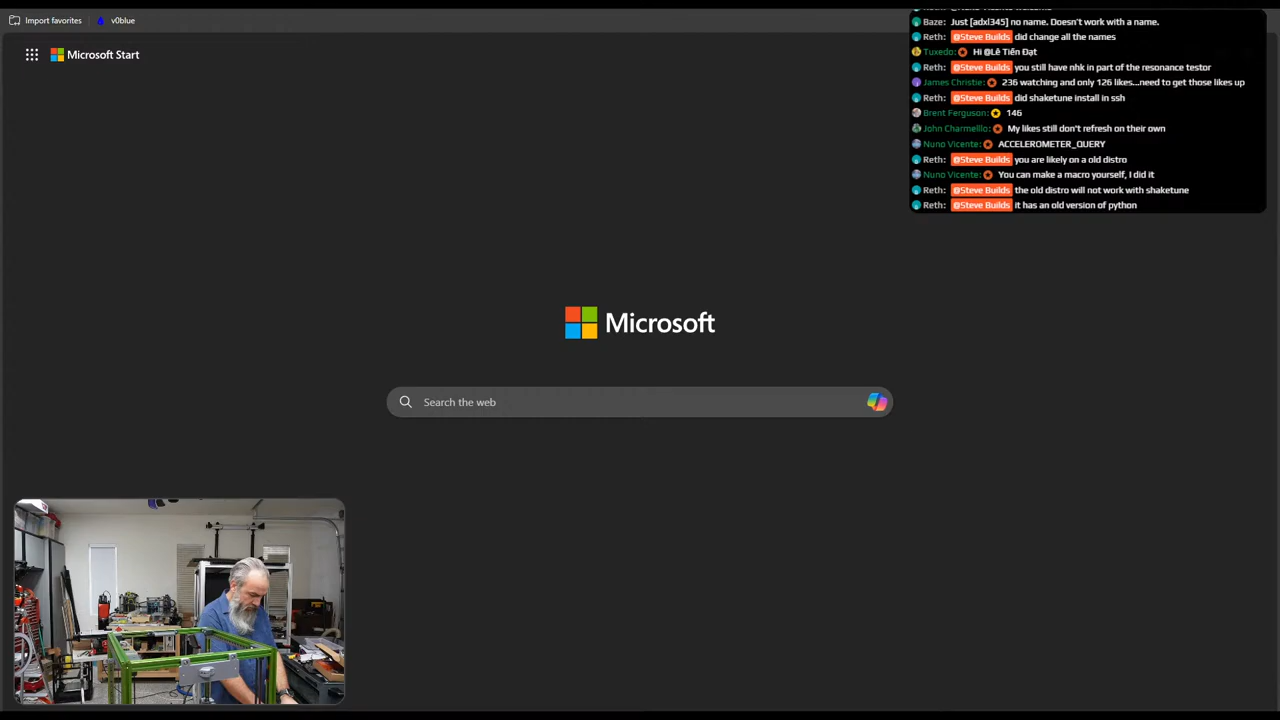 Import favorites
v0blue
Microsoft Start
Baze: Just [adxl345] no name. Doesn't work with a name.
Reth: @Steve Builds did change all the names
Tuxedo: Hi @Lê Tiến Đạt
Reth: @Steve Builds you still have nhk in part of the resonance testor
James Christie: 236 watching and only 126 likes...need to get those likes up
Reth: @Steve Builds did shaketune install in ssh
Brent Ferguson: 146
John Charmelllo: My likes still don't refresh on their own
Nuno Vicente: ACCELEROMETER_QUERY
Reth: @Steve Builds you are likely on a old distro
Nuno Vicente: You can make a macro yourself, I did it
Reth: @Steve Builds the old distro will not work with shaketune
Reth: @Steve Builds it has an old version of python
Microsoft
Search the web